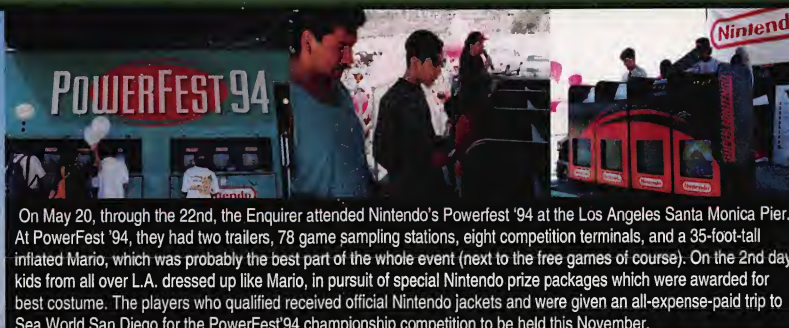 Nintendo
POWERFEST 94
Nintendo
On May 20, through the 22nd, the Enquirer attended Nintendo's Powerfest '94 at the Los Angeles Santa Monica Pier.
At PowerFest '94, they had two trailers, 78 game sampling stations, eight competition terminals, and a 35-foot-tall
inflated Mario, which was probably the best part of the whole event (next to the free games of course). On the 2nd day
kids from all over L.A. dressed up like Mario, in pursuit of special Nintendo prize packages which were awarded for
best costume. The players who qualified received official Nintendo jackets and were given an all-expense-paid trip to
Sea World San Diego for the PowerFest'94 championship competition to be held this November.